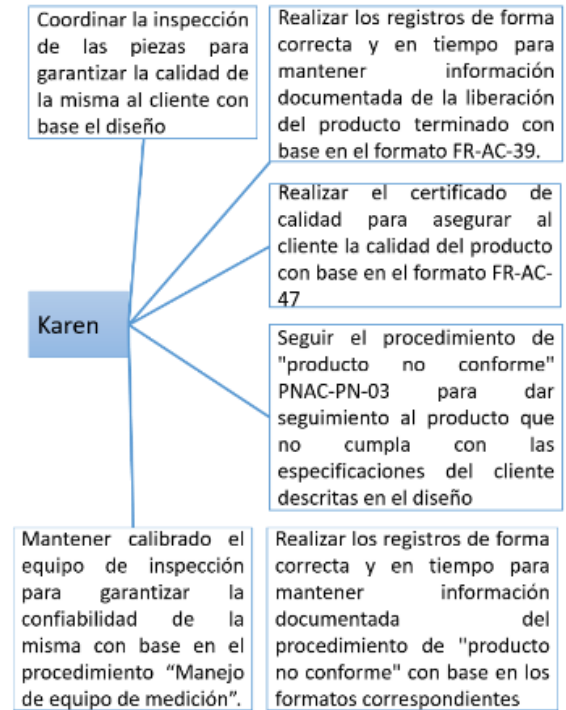 Coordinar la inspección
de las piezas para
garantizar la calidad de
la misma al cliente con
base el diseño
Realizar los registros de forma
correcta y en tiempo para
mantener información
documentada de la liberación
del producto terminado con
base en el formato FR-AC-39.
Realizar el certificado de
calidad para asegurar al
cliente la calidad del producto
con base en el formato FR-AC-
47
Karen
Seguir el procedimiento de
"producto no conforme"
PNAC-PN-03 para dar
seguimiento al producto que
no cumpla con las
especificaciones del cliente
descritas en el diseño
Mantener calibrado el
equipo de inspección
para garantizar la
confiabilidad de la
misma con base en el
procedimiento “Manejo
de equipo de medición”.
Realizar los registros de forma
correcta y en tiempo para
mantener información
documentada del
procedimiento de "producto
no conforme" con base en los
formatos correspondientes